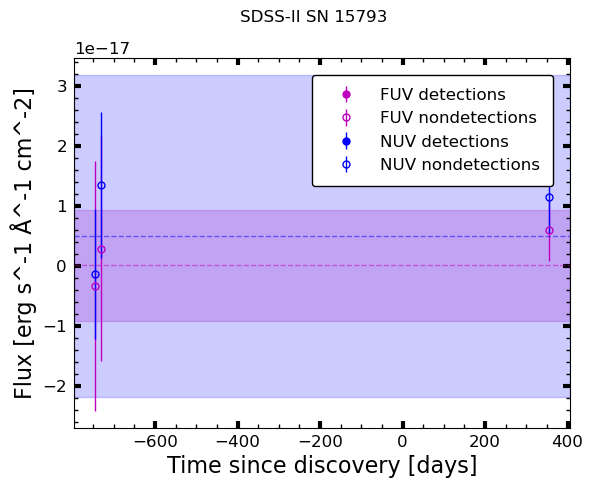 SDSS-II SN 15793
1e−17
FUV detections
FUV nondetections
NUV detections
NUV nondetections
3
2
1
0
−1
−2
Flux [erg s^-1 Å^-1 cm^-2]
−600
−400
−200
0
200
400
Time since discovery [days]